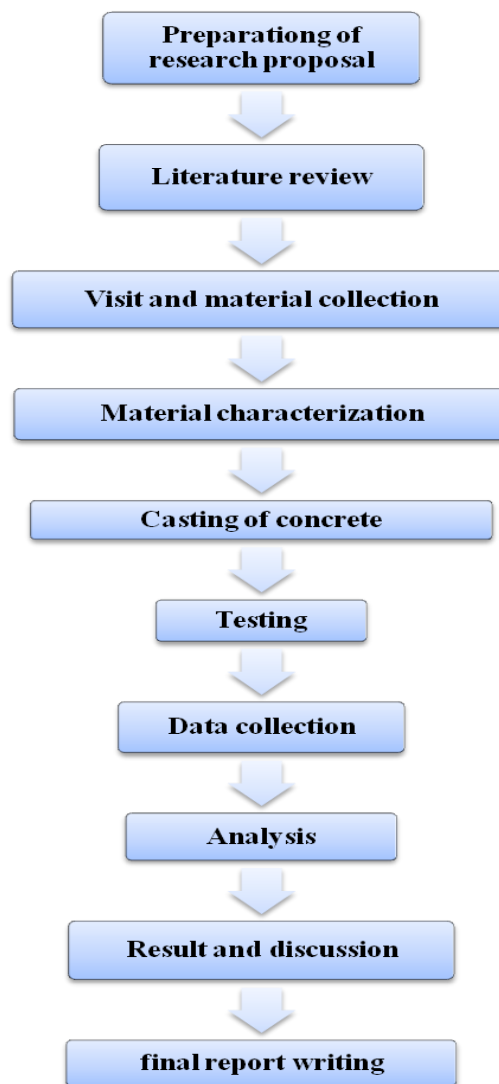 Preparationg of
research proposal
Literature review
Visit and material collection
Material characterization
Casting of concrete
Testing
Data collection
Analysis
Result and discussion
final report writing